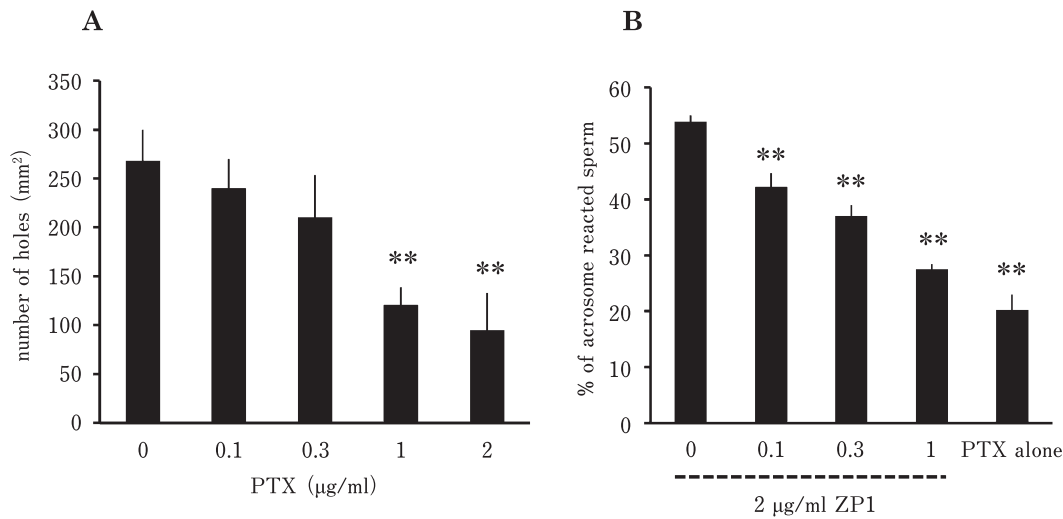 A
number of holes (mm²)
350
300
250
200
150
100
50
0
**
**
0 0.1 0.3 1 2
PTX (μg/ml)
B
% of acrosome reacted sperm
60
50
40
30
20
10
0
**
**
**
**
0 0.1 0.3 1 PTX alone
2 μg/ml ZP1